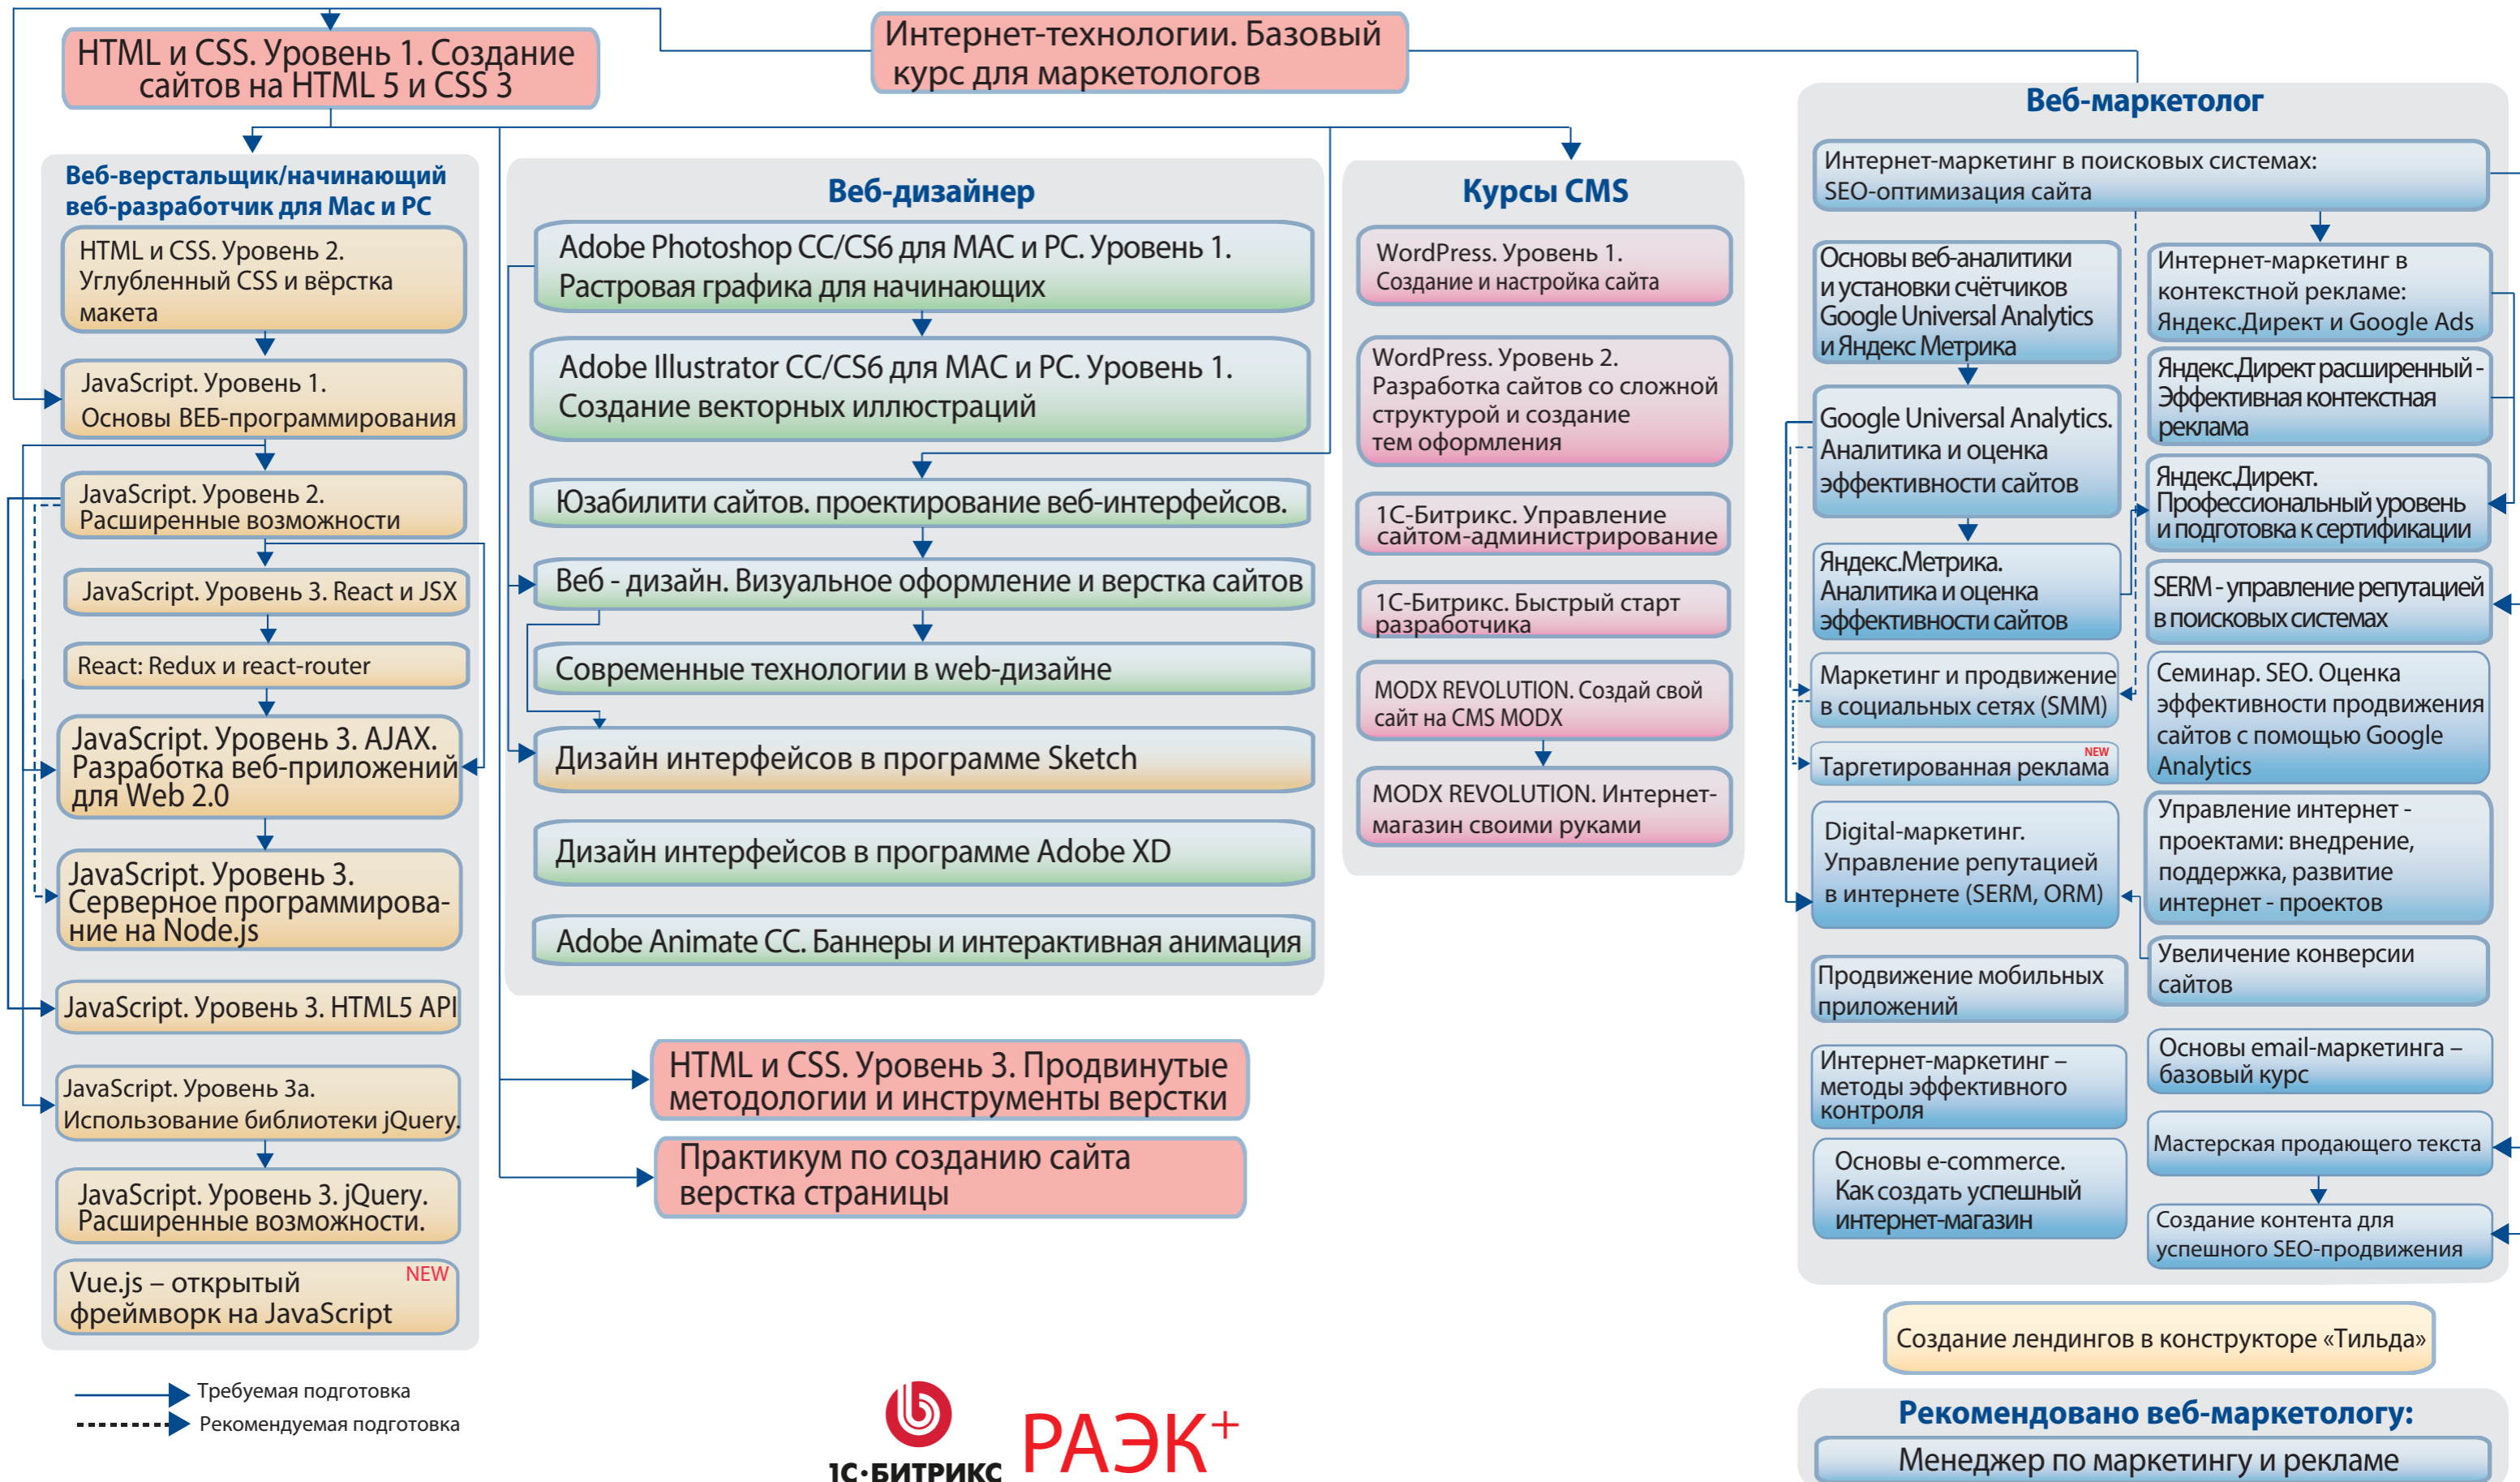 Интернет-технологии. Базовый
курс для маркетологов
HTML и CSS. Уровень 1. Создание
сайтов на HTML 5 и CSS 3
Веб-верстальщик/начинающий
веб-разработчик для Mac и PC
HTML и CSS. Уровень 2.
Углубленный CSS и вёрстка
макета
JavaScript. Уровень 1.
Основы ВЕБ-программирования
JavaScript. Уровень 2.
Расширенные возможности
JavaScript. Уровень 3. React и JSX
React: Redux и react-router
JavaScript. Уровень 3. AJAX.
Разработка веб-приложений
для Web 2.0
JavaScript. Уровень 3.
Серверное программирова-
ние на Node.js
JavaScript. Уровень 3. HTML5 API
JavaScript. Уровень 3а.
Использование библиотеки jQuery.
JavaScript. Уровень 3. jQuery.
Расширенные возможности.
Vue.js – открытый
NEW
фреймворк на JavaScript
Требуемая подготовка
Рекомендуемая подготовка
Веб-дизайнер
Adobe Photoshop CC/CS6 для MAC и PC. Уровень 1.
Растровая графика для начинающих
Adobe Illustrator CC/CS6 для MAC и PC. Уровень 1.
Создание векторных иллюстраций
Юзабилити сайтов. проектирование веб-интерфейсов.
Веб - дизайн. Визуальное оформление и верстка сайтов
Современные технологии в web-дизайне
Дизайн интерфейсов в программе Sketch
Дизайн интерфейсов в программе Adobe XD
Adobe Animate CC. Баннеры и интерактивная анимация
HTML и CSS. Уровень 3. Продвинутые
методологии и инструменты верстки
Практикум по созданию сайта
верстка страницы
1С·БИТРИКС
РАЭК+
Курсы CMS
WordPress. Уровень 1.
Создание и настройка сайта
WordPress. Уровень 2.
Разработка сайтов со сложной
структурой и создание
тем оформления
1С-Битрикс. Управление
сайтом-администрирование
1С-Битрикс. Быстрый старт
разработчика
MODX REVOLUTION. Создай свой
сайт на CMS MODX
MODX REVOLUTION. Интернет-
магазин своими руками
Веб-маркетолог
Интернет-маркетинг в поисковых системах:
SEO-оптимизация сайта
Основы веб-аналитики
и установки счётчиков
Google Universal Analytics
и Яндекс Метрика
Google Universal Analytics.
Аналитика и оценка
эффективности сайтов
Яндекс.Метрика.
Аналитика и оценка
эффективности сайтов
Маркетинг и продвижение
в социальных сетях (SMM)
NEW
Таргетированная реклама
Digital-маркетинг.
Управление репутацией
в интернете (SERM, ORM)
Продвижение мобильных
приложений
Интернет-маркетинг –
методы эффективного
контроля
Основы e-commerce.
Как создать успешный
интернет-магазин
Интернет-маркетинг в
контекстной рекламе:
Яндекс.Директ и Google Ads
Яндекс.Директ расширенный -
Эффективная контекстная
реклама
Яндекс.Директ.
Профессиональный уровень
и подготовка к сертификации
SERM - управление репутацией
в поисковых системах
Семинар. SEO. Оценка
эффективности продвижения
сайтов с помощью Google
Analytics
Управление интернет -
проектами: внедрение,
поддержка, развитие
интернет - проектов
Увеличение конверсии
сайтов
Основы email-маркетинга –
базовый курс
Мастерская продающего текста
Создание контента для
успешного SEO-продвижения
Создание лендингов в конструкторе «Тильда»
Рекомендовано веб-маркетологу:
Менеджер по маркетингу и рекламе